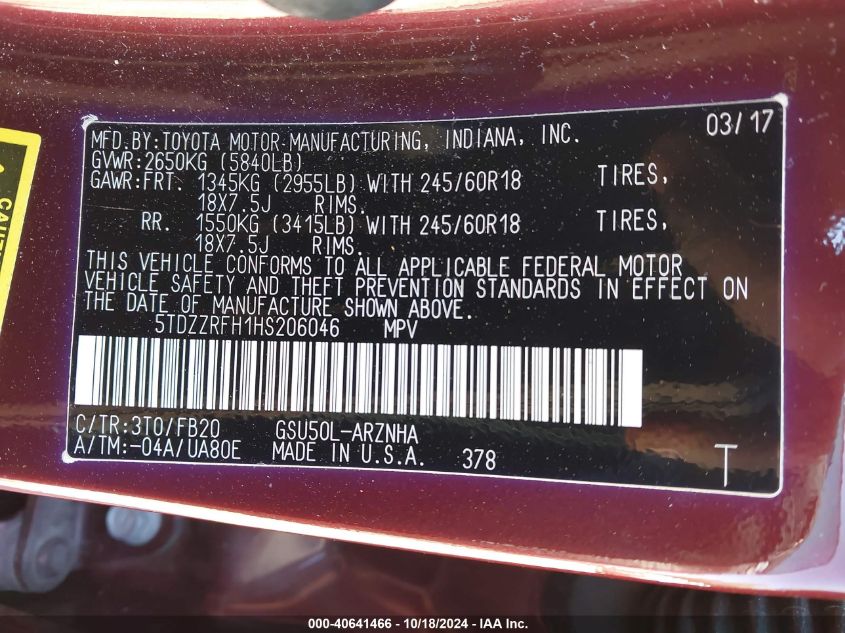 MFD.BY:TOYOTA MOTOR MANUFACTURING, INDIANA, INC. 03/17
GVWR:2650KG (5840LB)
GAWR:FRT. 1345KG (2955LB) WITH 245/60R18 TIRES,
18X7.5J RIMS.
RR. 1550KG (3415LB) WITH 245/60R18 TIRES,
18X7.5J RIMS.
THIS VEHICLE CONFORMS TO ALL APPLICABLE FEDERAL MOTOR
VEHICLE SAFETY AND THEFT PREVENTION STANDARDS IN EFFECT ON
THE DATE OF MANUFACTURE SHOWN ABOVE.
5TDZZRFH1HS206046 MPV
C/TR:3T0/FB20 GSU50L-ARZNHA
A/TM:-04A/UA80E MADE IN U.S.A. 378 T
000-40641466 - 10/18/2024 - IAA Inc.